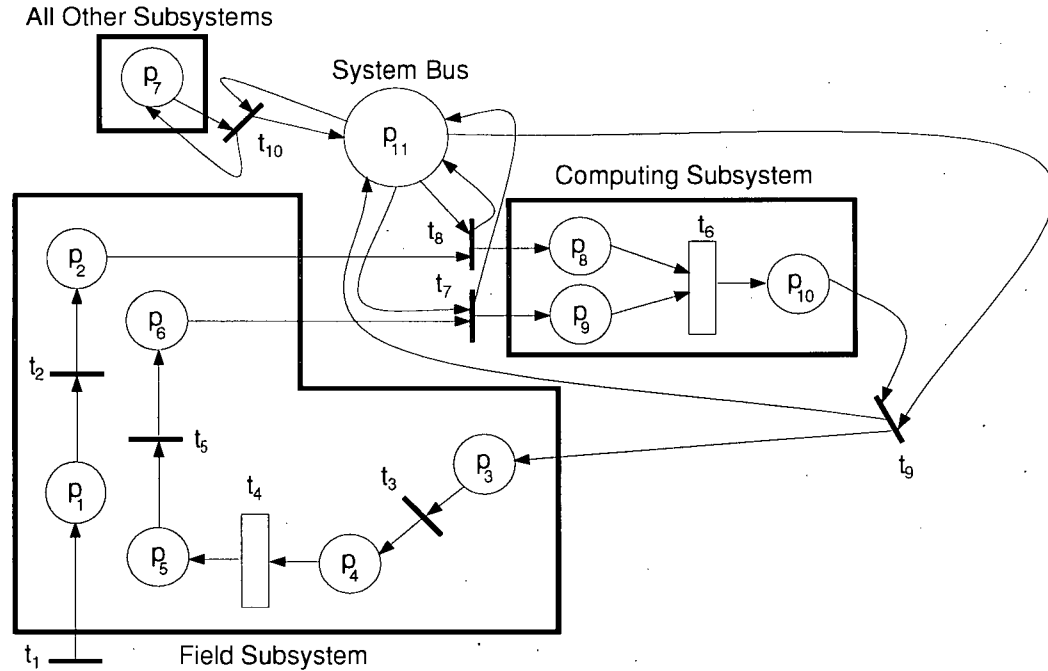 All Other Subsystems
p7
System Bus
t10
p11
Computing Subsystem
t8
t6
p2
p8
t7
p10
p6
p9
t2
t5
p3
t9
t3
p1
t4
p5
p4
t1
Field Subsystem